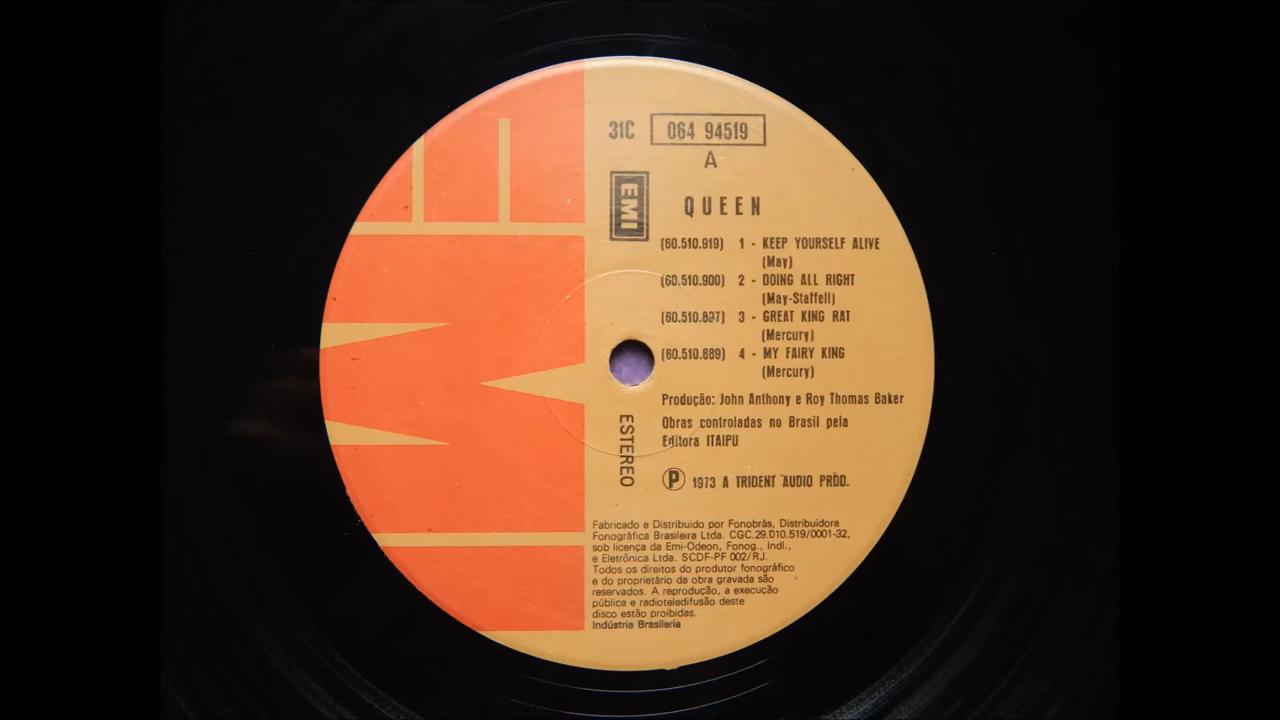 31C 064 94519
A
EMI
QUEEN
(60.510.919) 1 - KEEP YOURSELF ALIVE
(May)
(60.510.900) 2 - DOING ALL RIGHT
(May-Staffell)
(60.510.897) 3 - GREAT KING RAT
(Mercury)
(60.510.889) 4 - MY FAIRY KING
(Mercury)
Produção: John Anthony e Roy Thomas Baker
Obras controladas no Brasil pela
Editora ITAIPU
ESTEREO
Ⓟ 1973 A TRIDENT AUDIO PROD.
Fabricado e Distribuido por Fonobrás, Distribuidora
Fonográfica Brasileira Ltda. CGC.29.010.519/0001-32,
sob licença da Emi-Odeon, Fonog., Indl.,
e Eletrônica Ltda. SCDF-PF 002/RJ.
Todos os direitos do produtor fonográfico
e do proprietário da obra gravada são
reservados. A reprodução, a execução
pública e radioteledifusão deste
disco estão proibidas.
Indústria Brasileria